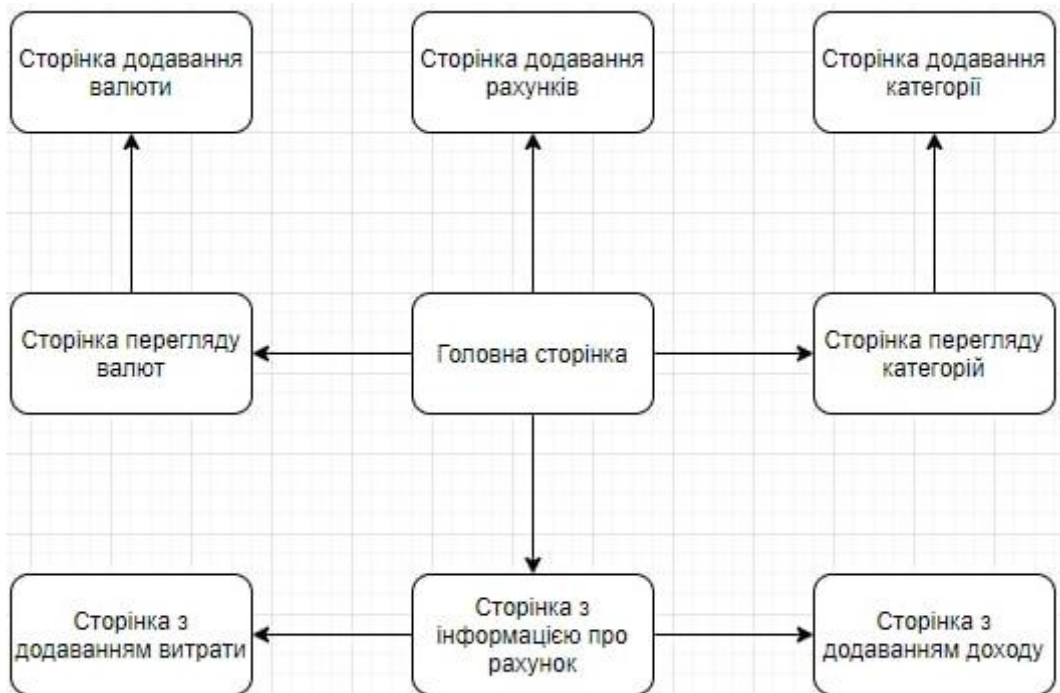 Сторінка додавання
валюти
Сторінка додавання
рахунків
Сторінка додавання
категорії
Сторінка перегляду
валют
Головна сторінка
Сторінка перегляду
категорій
Сторінка з
додаванням витрати
Сторінка з
інформацією про
рахунок
Сторінка з
додаванням доходу